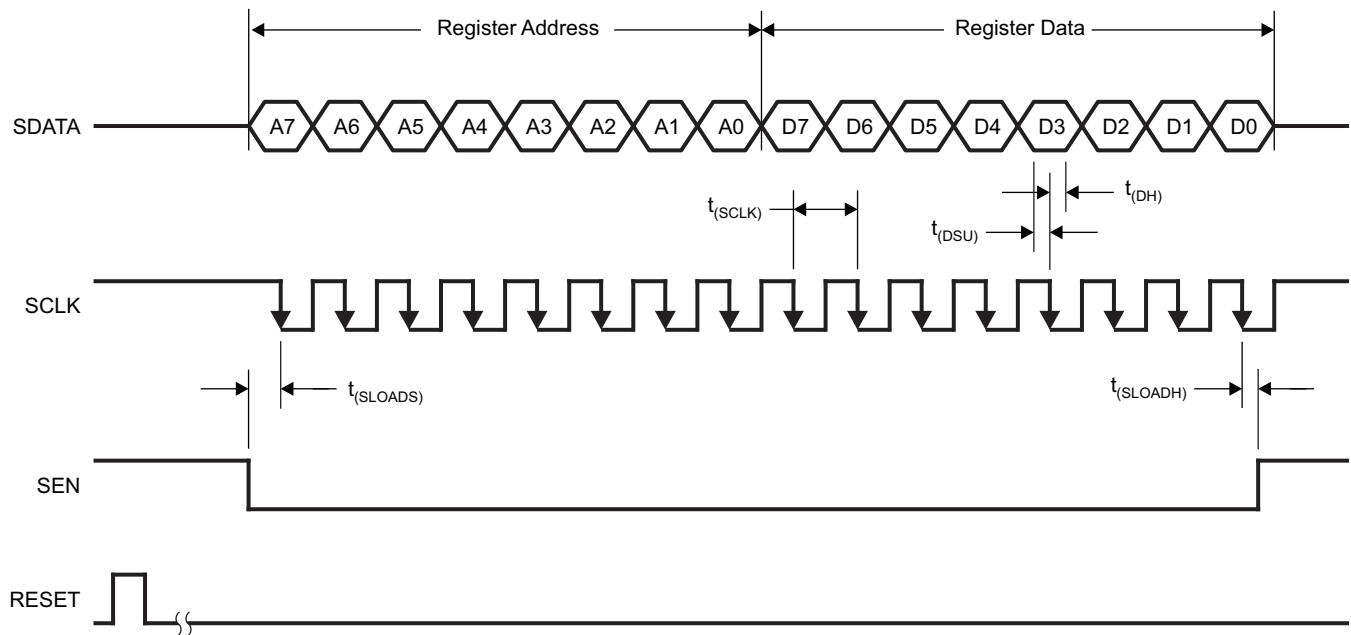 Register Address
Register Data
SDATA
A7 A6 A5 A4 A3 A2 A1 A0 D7 D6 D5 D4 D3 D2 D1 D0
t(SCLK)
t(DH)
t(DSU)
SCLK
t(SLOADS)
t(SLOADH)
SEN
RESET